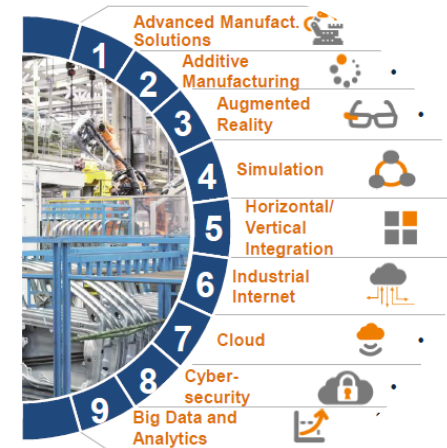 1
Advanced Manufact.
Solutions
2
Additive
Manufacturing
3
Augmented
Reality
4
Simulation
5
Horizontal/
Vertical
Integration
6
Industrial
Internet
7
Cloud
8
Cyber-
security
9
Big Data and
Analytics